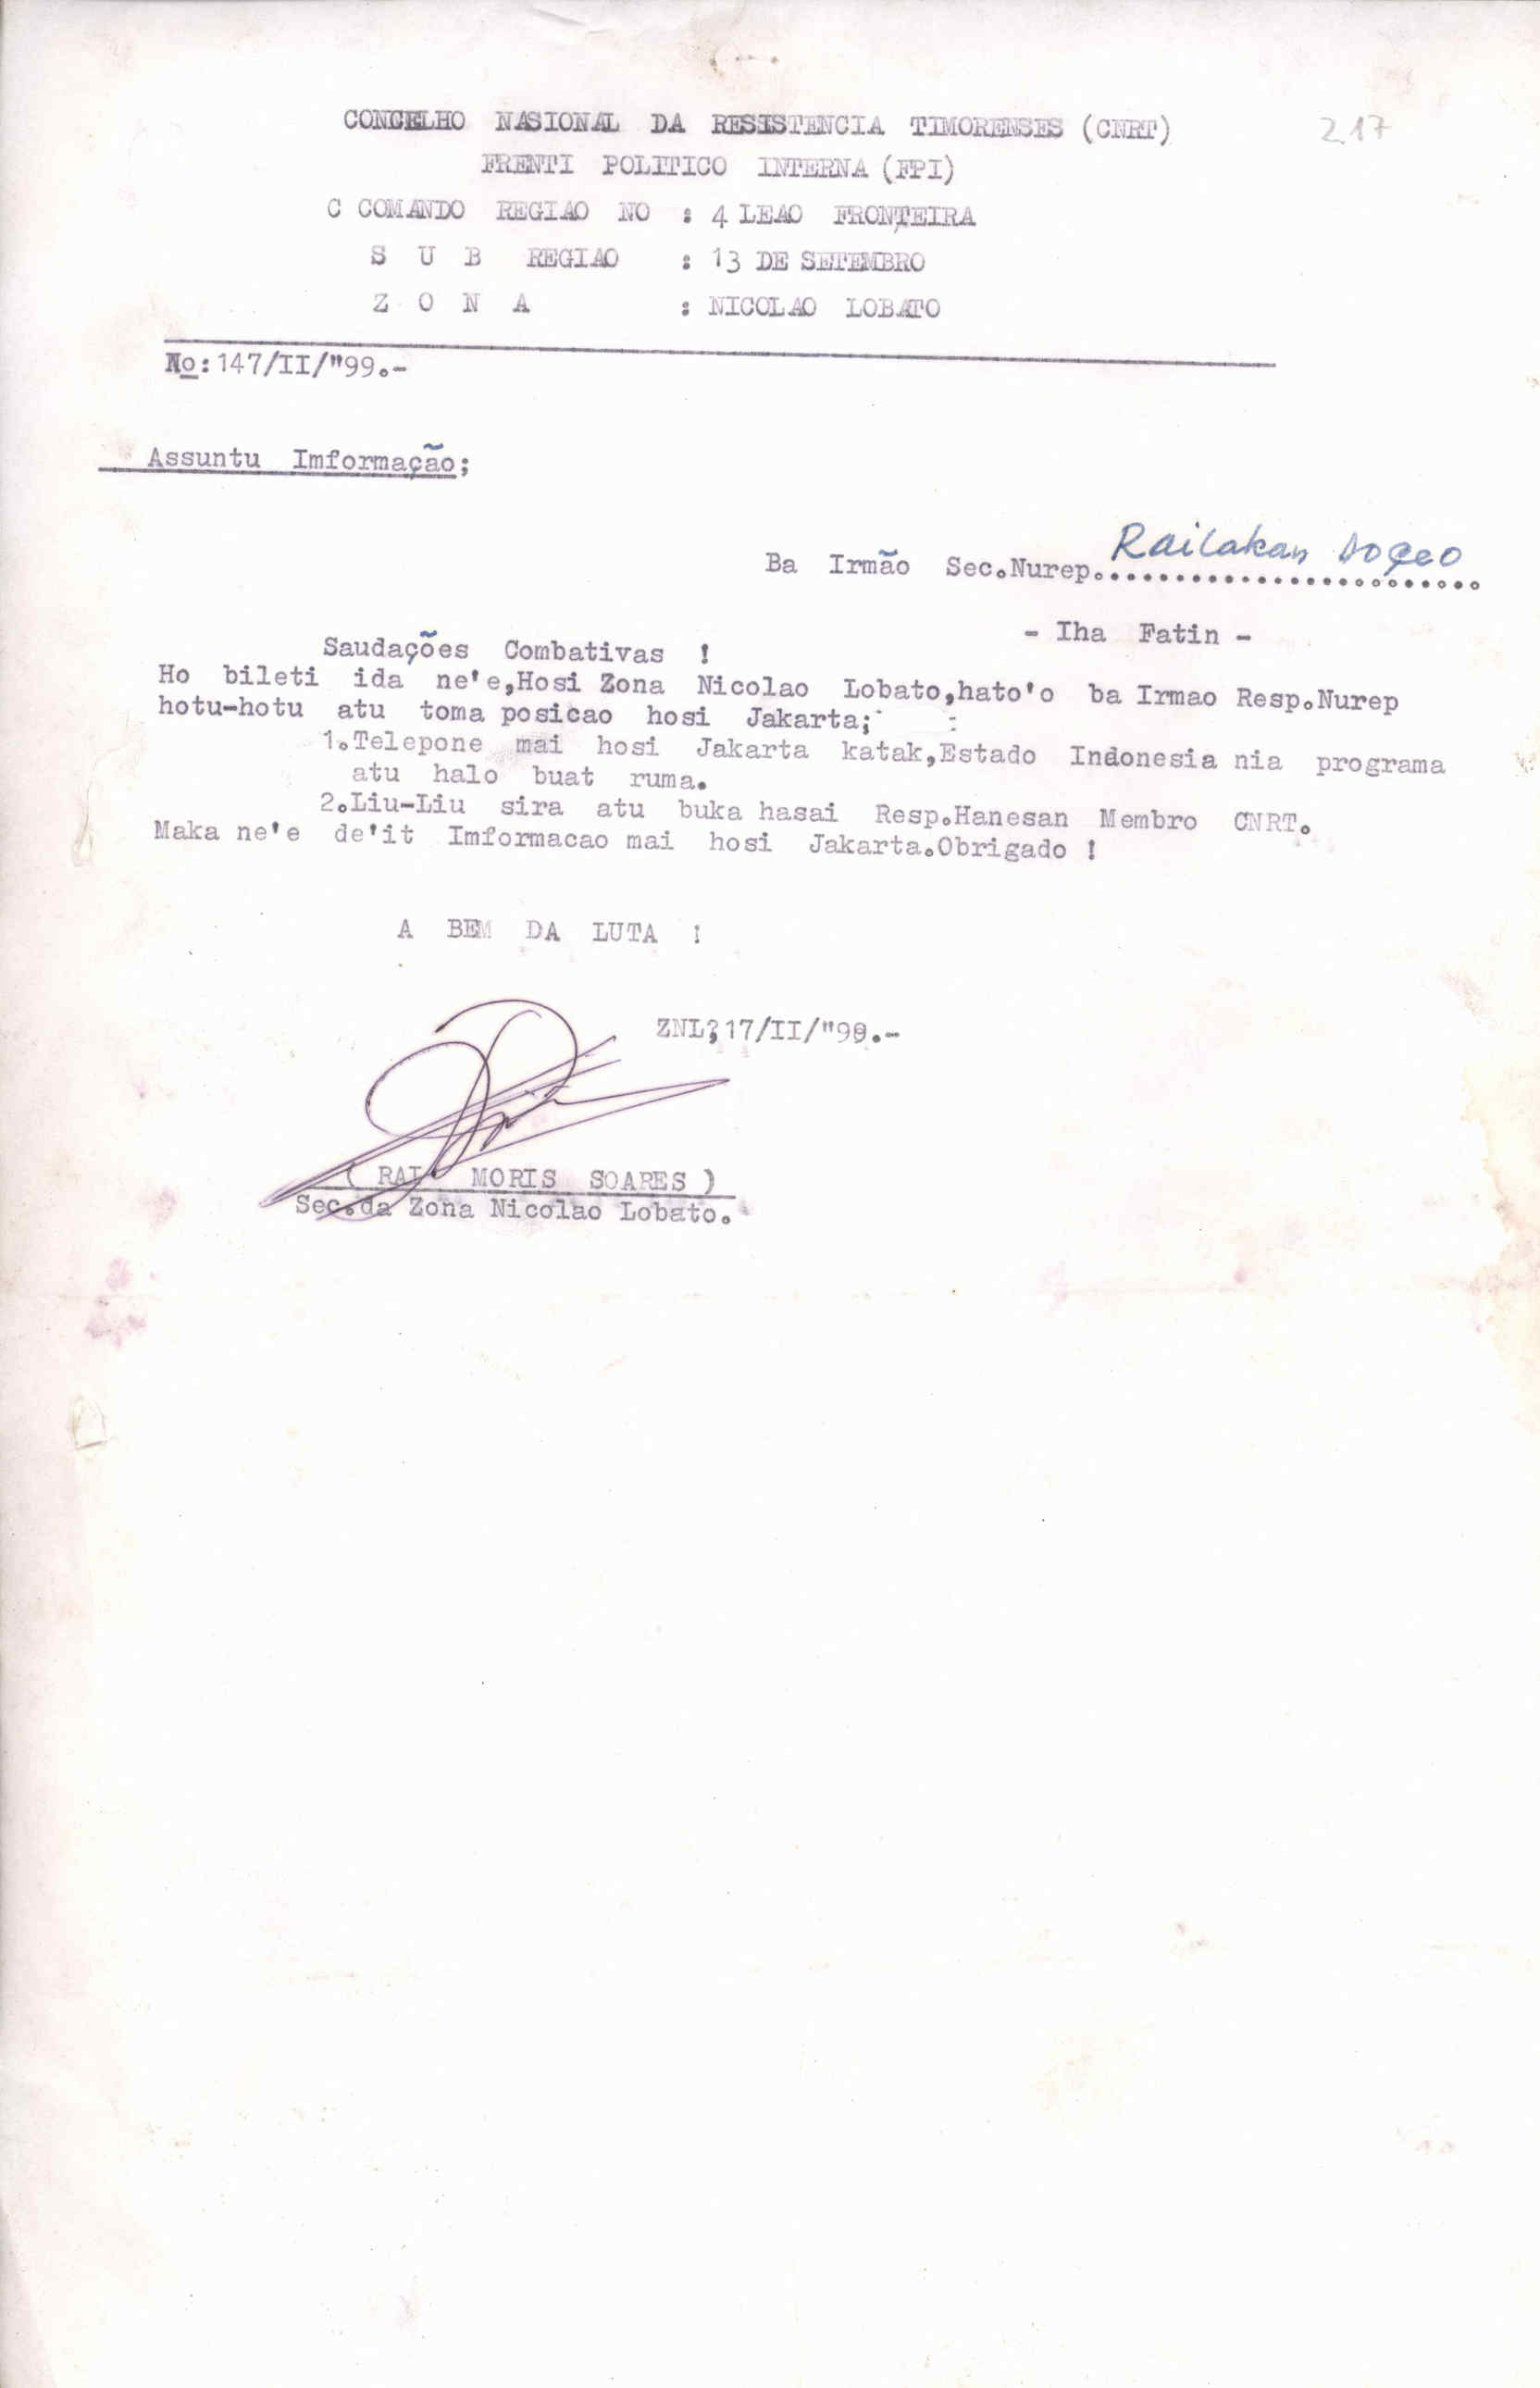 217
CONCELHO NASIONAL DA RESISTENCIA TIMORENSES (CNRT)
FRENTI POLITICO INTERNA (FPI)
C COMANDO REGIAO NO : 4 LEAO FRONTEIRA
S U B REGIAO : 13 DE SETEMBRO
Z O N A : NICOLAO LOBATO
No:147/II/"99.-
Assuntu Imformação;
Ba Irmão Sec.Nurep. Railakan
- Iha Fatin -
Saudações Combativas !
Ho bileti ida ne'e,Hosi Zona Nicolao Lobato,hato'o ba Irmao Resp.Nurep
hotu-hotu atu toma posicao hosi Jakarta;
1.Telepone mai hosi Jakarta katak,Estado Indonesia nia programa
atu halo buat ruma.
2.Liu-Liu sira atu buka hasai Resp.Hanesan Membro CNRT.
Maka ne'e de'it Imformacao mai hosi Jakarta.Obrigado !
A BEM DA LUTA !
ZNL;17/II/"99.-
( RAI MORIS SOARES )
Sec.da Zona Nicolao Lobato.